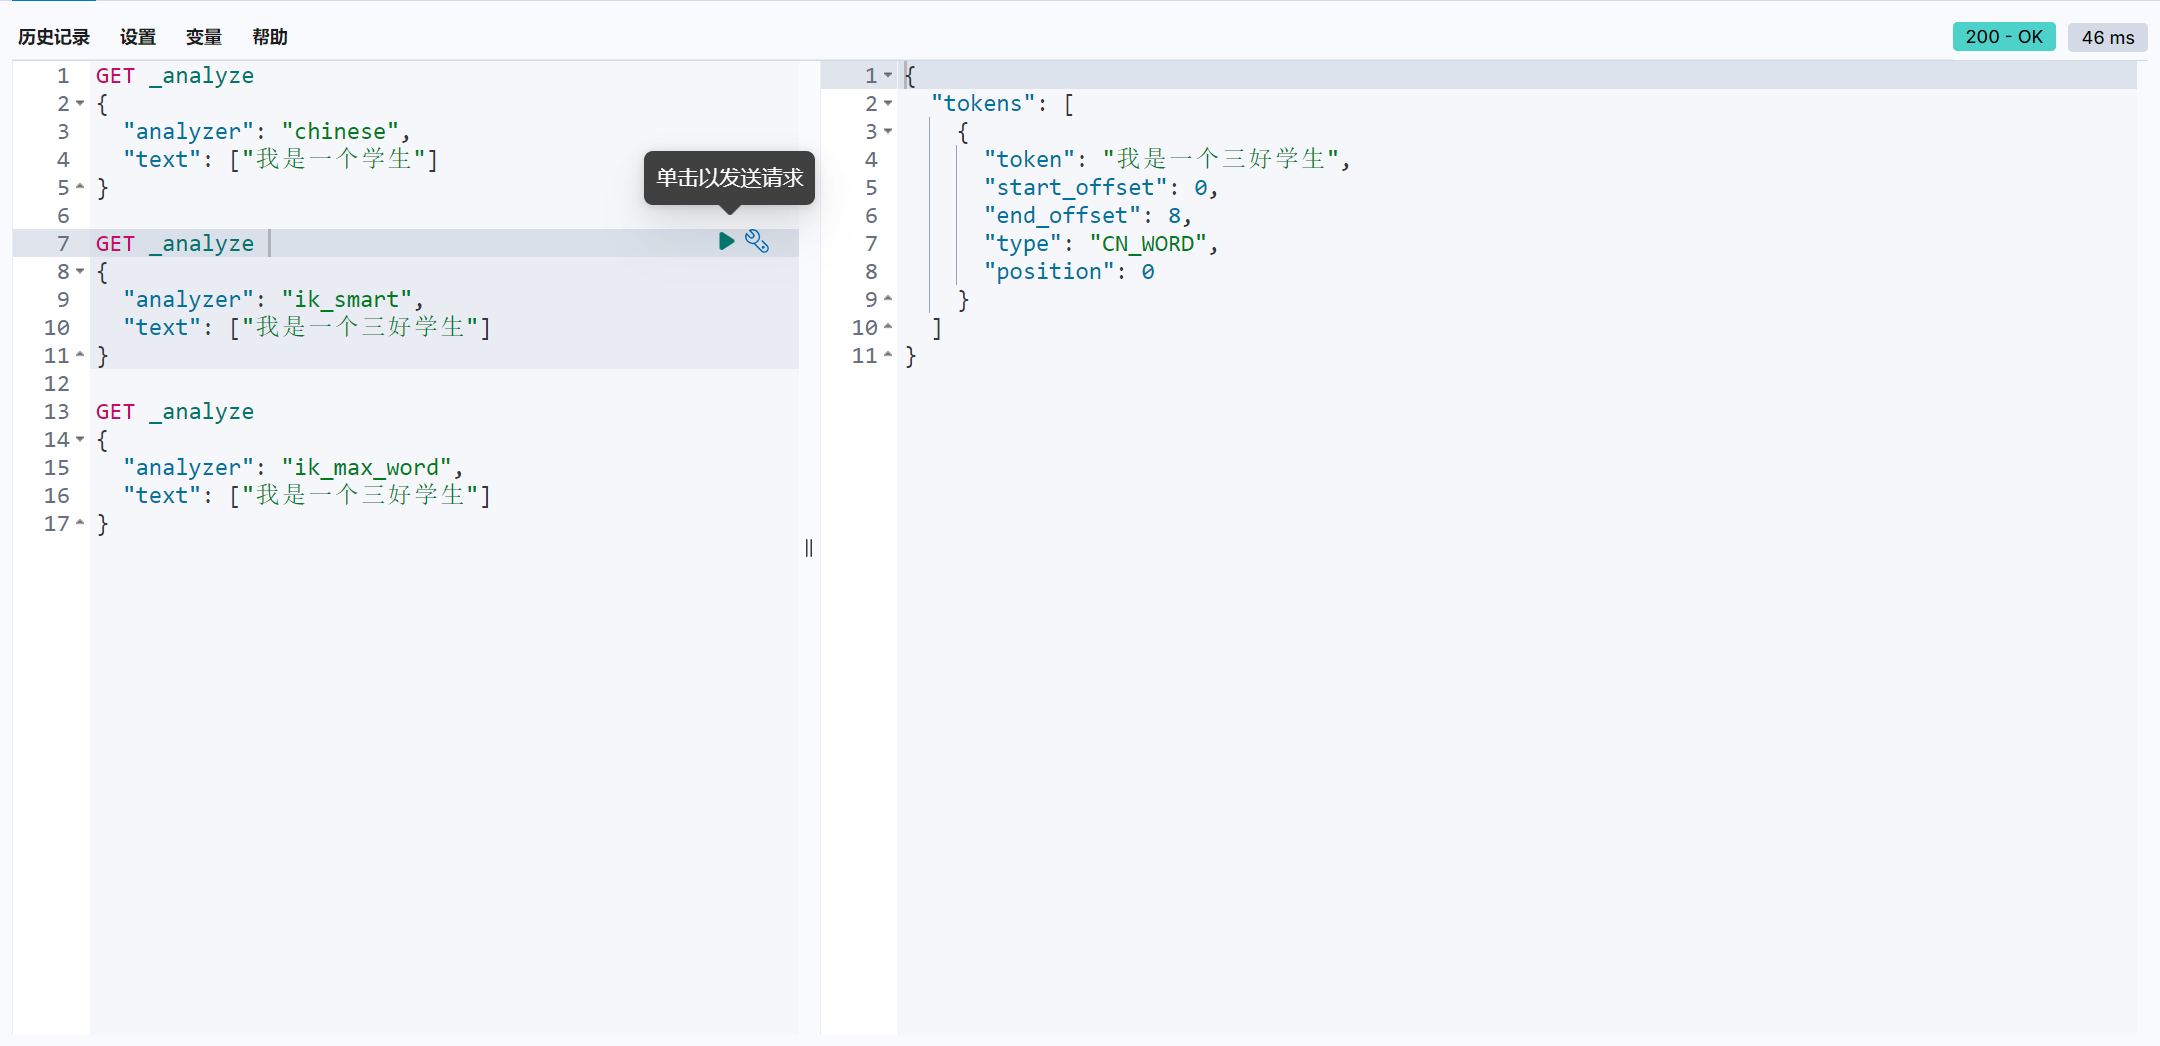 历史记录 设置 变量 帮助 200 - OK 46 ms
1 GET _analyze
2 {
3 "analyzer": "chinese",
4 "text": ["我是一个学生"]
5 }
6
7 GET _analyze
8 {
9 "analyzer": "ik_smart",
10 "text": ["我是一个三好学生"]
11 }
12
13 GET _analyze
14 {
15 "analyzer": "ik_max_word",
16 "text": ["我是一个三好学生"]
17 }
单击以发送请求
1 {
2 "tokens": [
3 {
4 "token": "我是一个三好学生",
5 "start_offset": 0,
6 "end_offset": 8,
7 "type": "CN_WORD",
8 "position": 0
9 }
10 ]
11 }